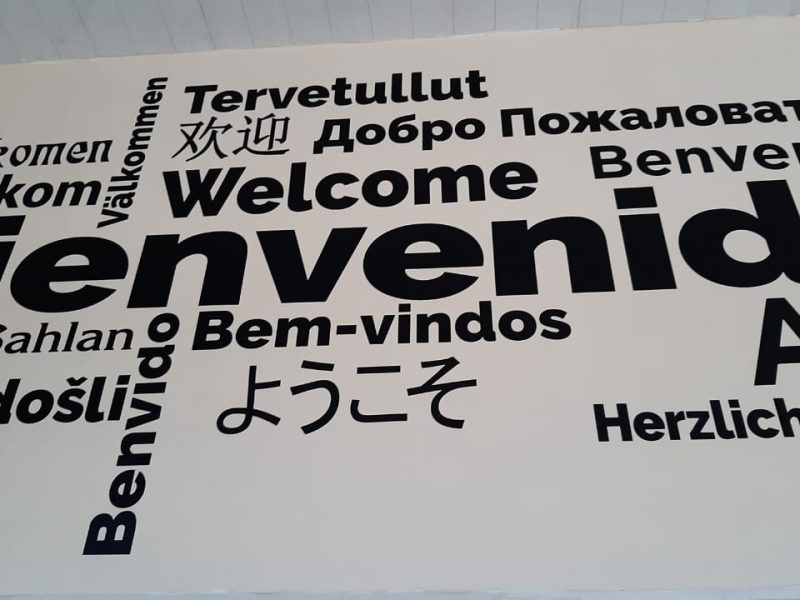 Tervetullut
Välkommen
欢迎
Добро Пожаловат
komen
kom
Welcome
Benven
ienvenid
Sahlan
Bem-vindos
A
došli
Benvido
ようこそ
Herzlich